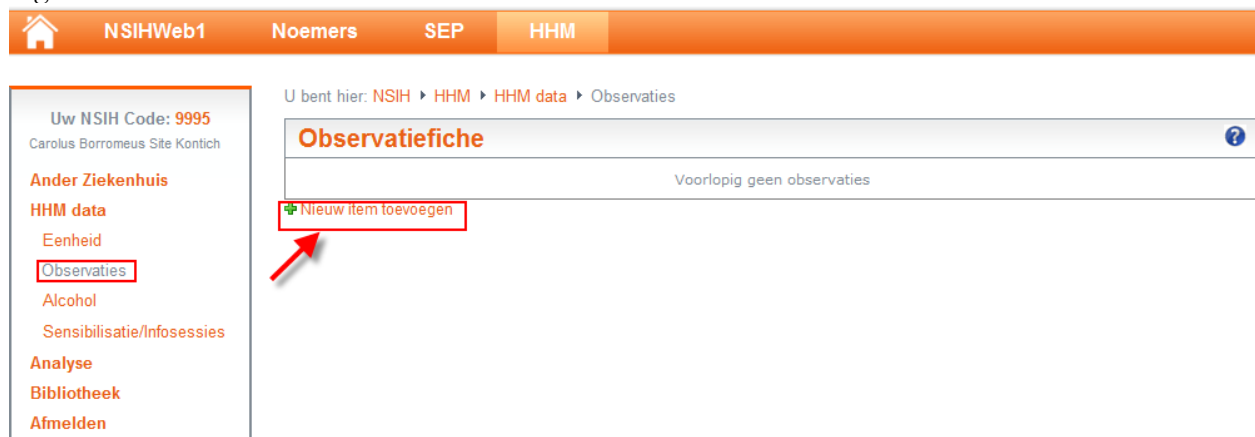 NSIHWeb1 Noemers SEP HHM
Uw NSIH Code: 9995
Carolus Borromeus Site Kontich
Ander Ziekenhuis
HHM data
Eenheid
Observaties
Alcohol
Sensibilisatie/Infosessies
Analyse
Bibliotheek
Afmelden
U bent hier: NSIH HHM HHM data Observaties
Observatiefiche ?
Voorlopig geen observaties
Nieuw item toevoegen